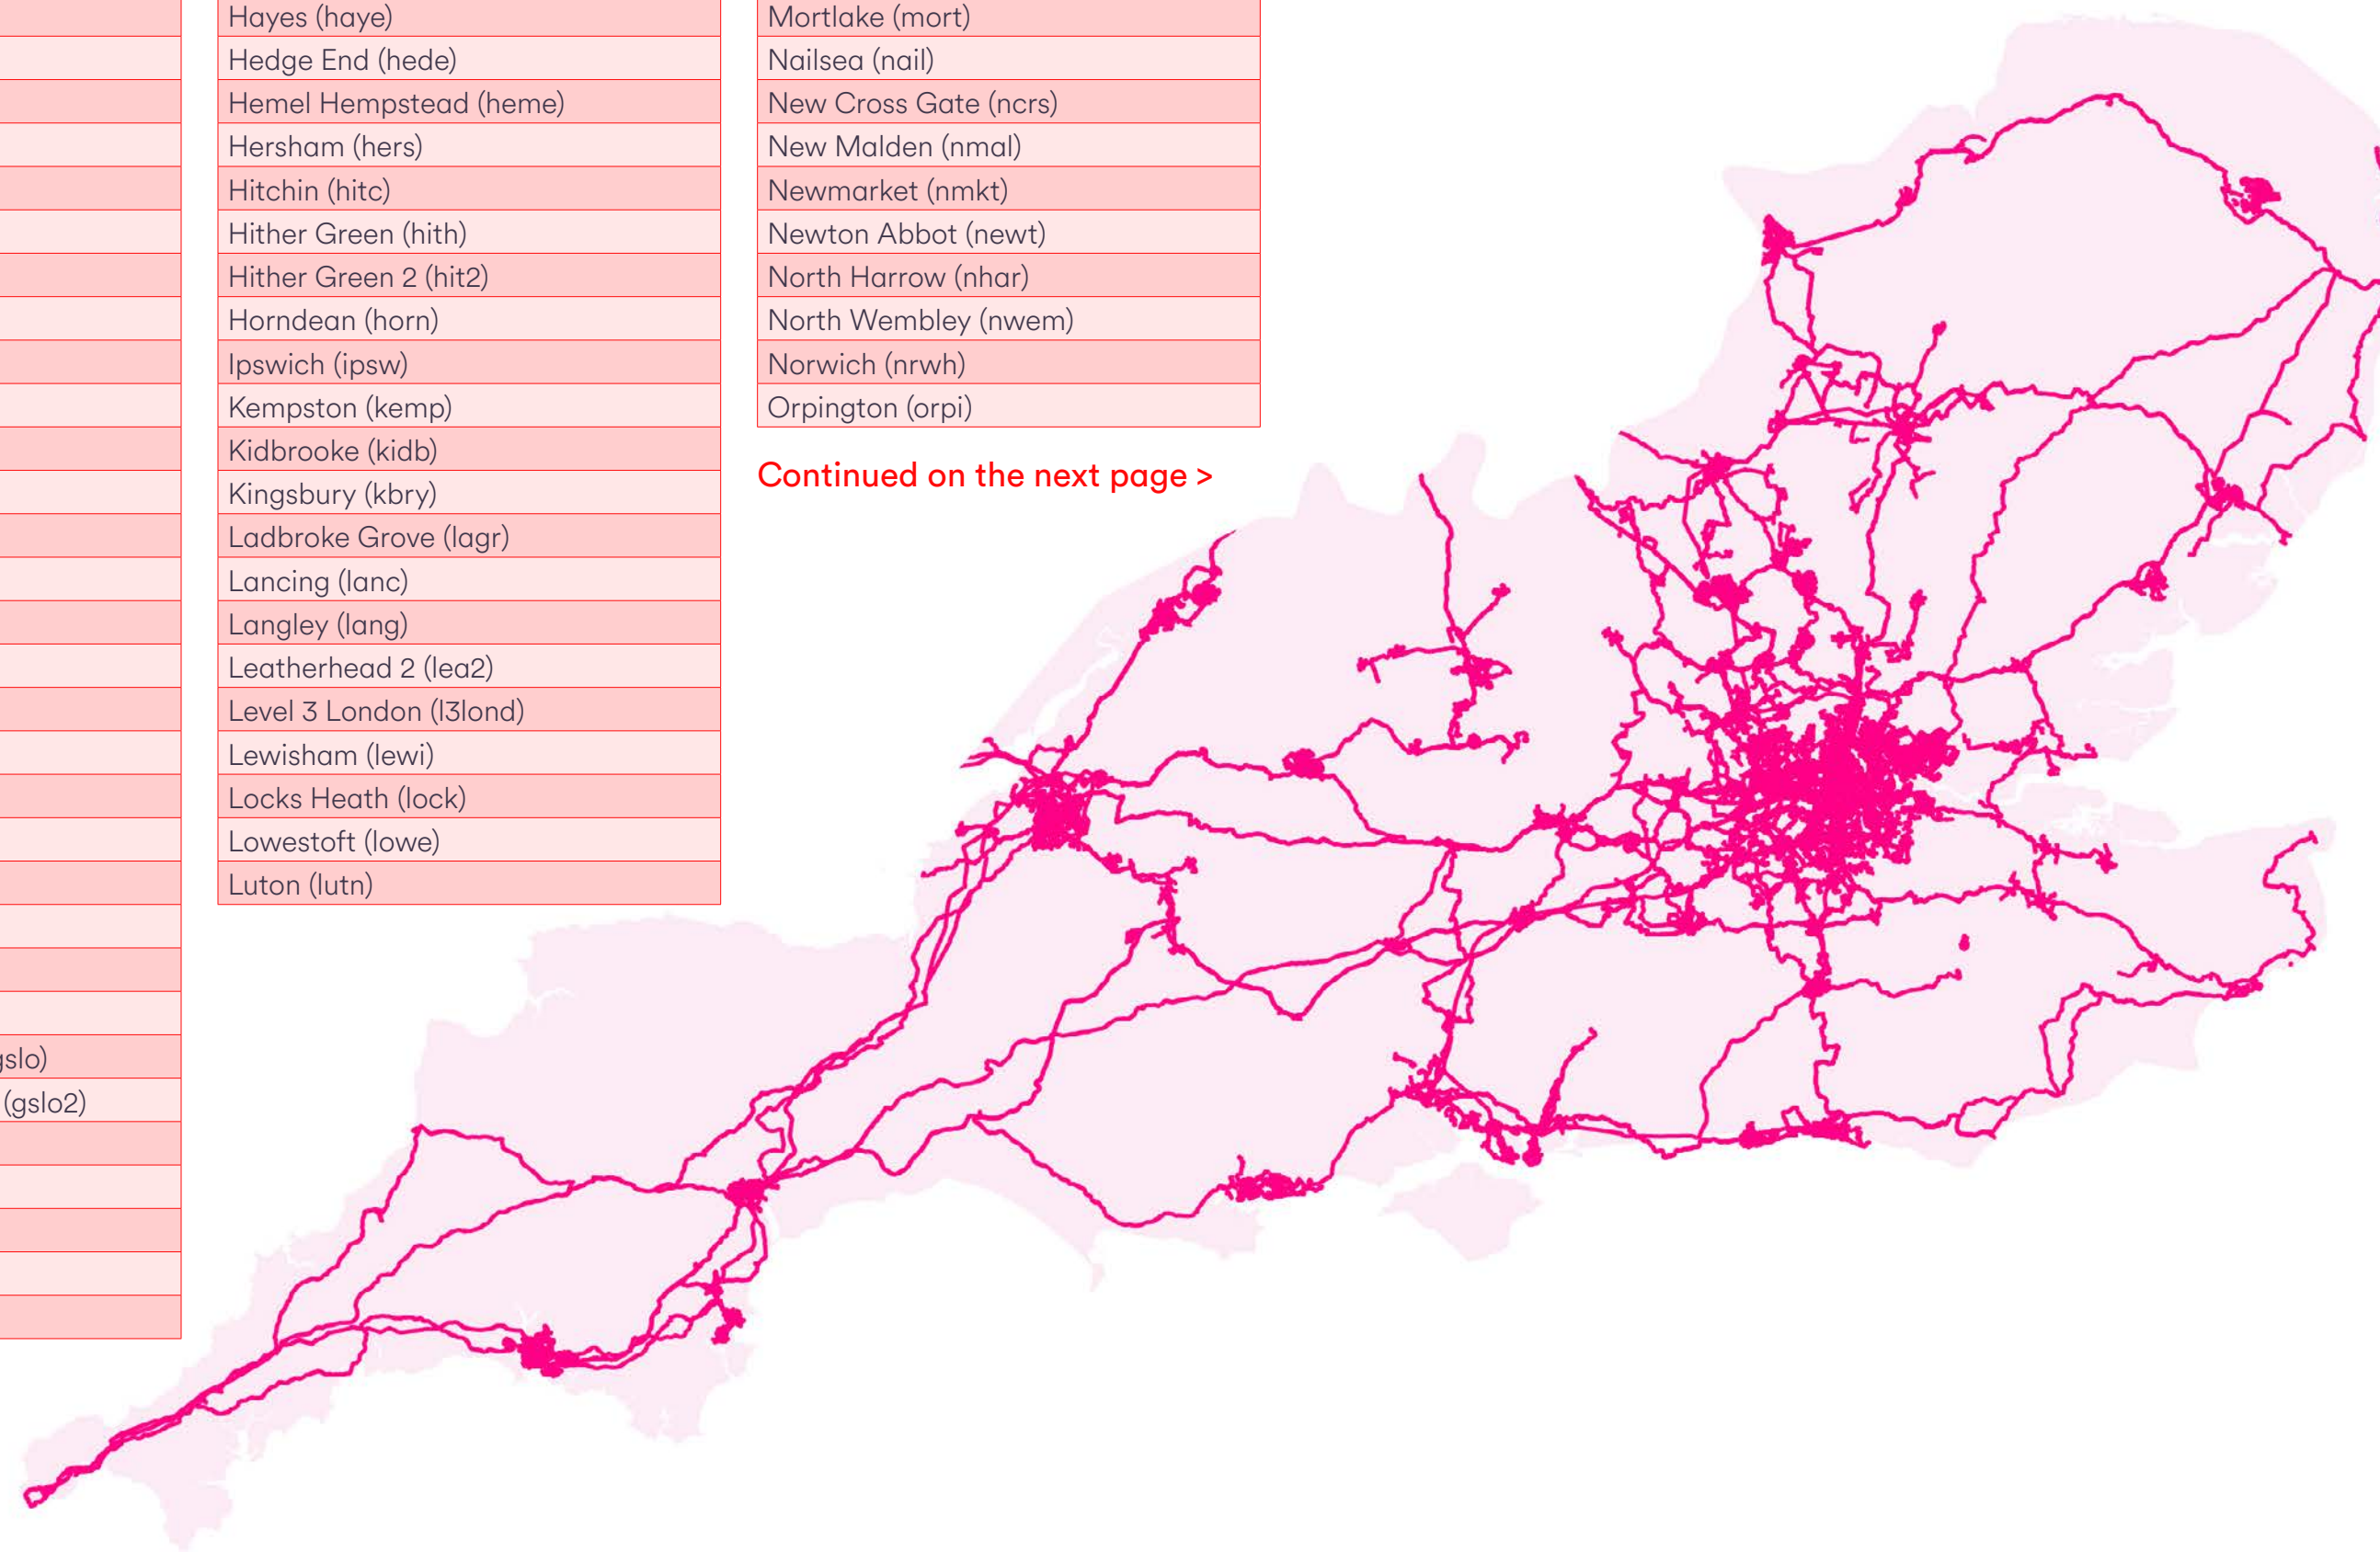 gslo)
(gslo2)
Hayes (haye)
Hedge End (hede)
Hemel Hempstead (heme)
Hersham (hers)
Hitchin (hitc)
Hither Green (hith)
Hither Green 2 (hit2)
Horndean (horn)
Ipswich (ipsw)
Kempston (kemp)
Kidbrooke (kidb)
Kingsbury (kbry)
Ladbroke Grove (lagr)
Lancing (lanc)
Langley (lang)
Leatherhead 2 (lea2)
Level 3 London (l3lond)
Lewisham (lewi)
Locks Heath (lock)
Lowestoft (lowe)
Luton (lutn)
Mortlake (mort)
Nailsea (nail)
New Cross Gate (ncrs)
New Malden (nmal)
Newmarket (nmkt)
Newton Abbot (newt)
North Harrow (nhar)
North Wembley (nwem)
Norwich (nrwh)
Orpington (orpi)
Continued on the next page >